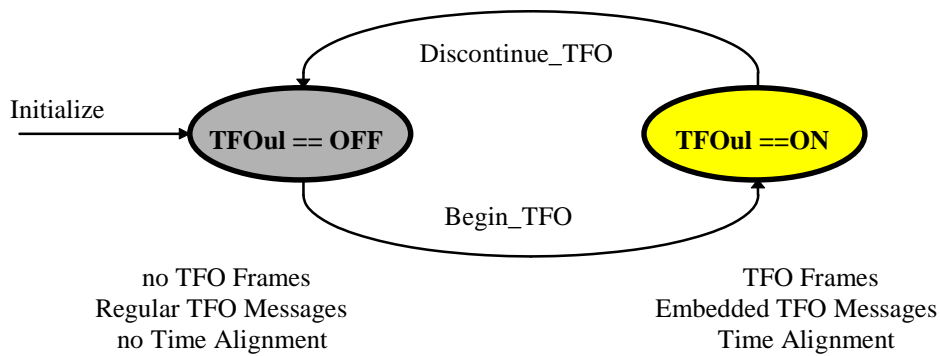 Discontinue_TFO
Initialize
TFOul == OFF
TFOul ==ON
Begin_TFO
no TFO Frames
Regular TFO Messages
no Time Alignment
TFO Frames
Embedded TFO Messages
Time Alignment